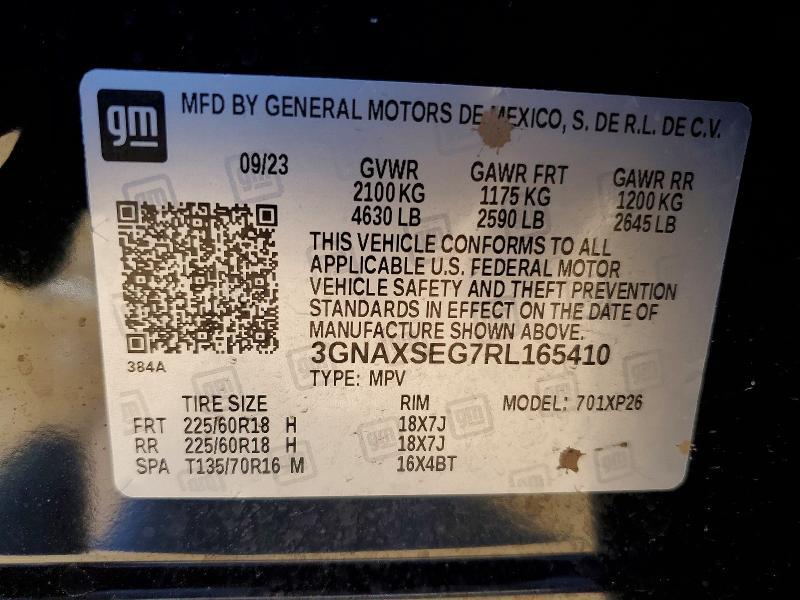 gm
MFD BY GENERAL MOTORS DE MEXICO, S. DE R.L. DE C.V.
09/23
GVWR GAWR FRT GAWR RR
2100 KG 1175 KG 1200 KG
4630 LB 2590 LB 2645 LB
THIS VEHICLE CONFORMS TO ALL
APPLICABLE U.S. FEDERAL MOTOR
VEHICLE SAFETY AND THEFT PREVENTION
STANDARDS IN EFFECT ON THE DATE OF
MANUFACTURE SHOWN ABOVE.
384A
3GNAXSEG7RL165410
TYPE: MPV
TIRE SIZE RIM MODEL: 701XP26
FRT 225/60R18 H 18X7J
RR 225/60R18 H 18X7J
SPA T135/70R16 M 16X4BT